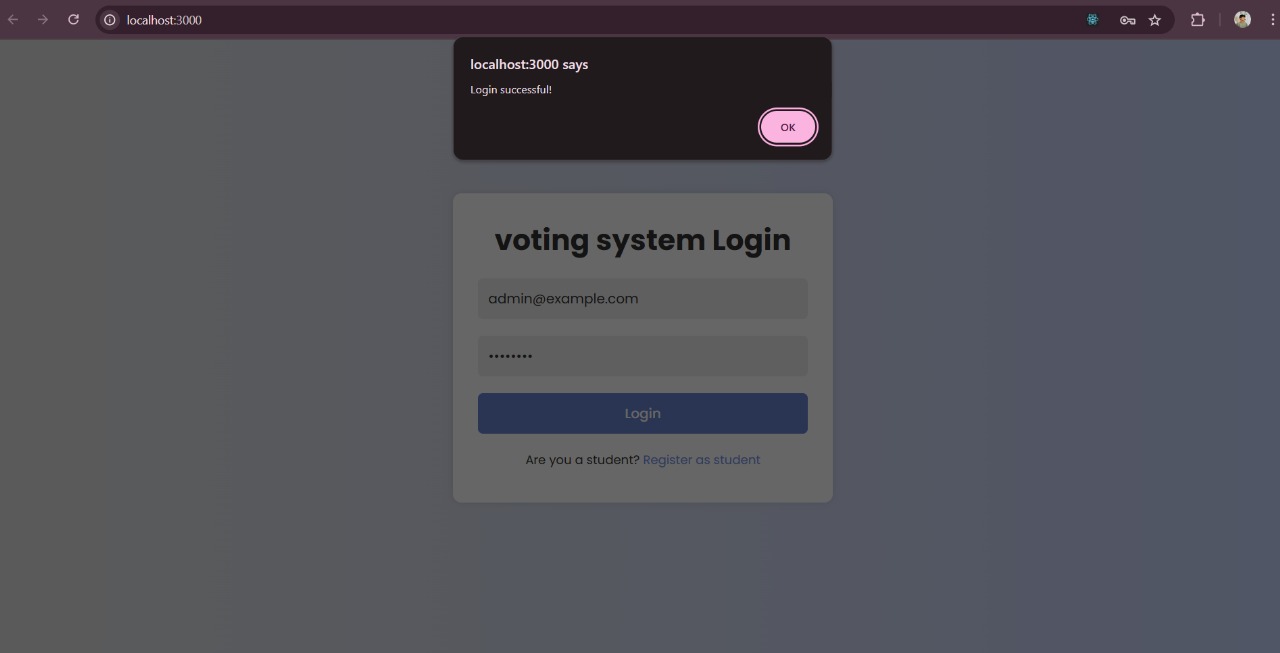 localhost:3000
localhost:3000 says
Login successful!
OK
voting system Login
admin@example.com
••••••••
Login
Are you a student? Register as student